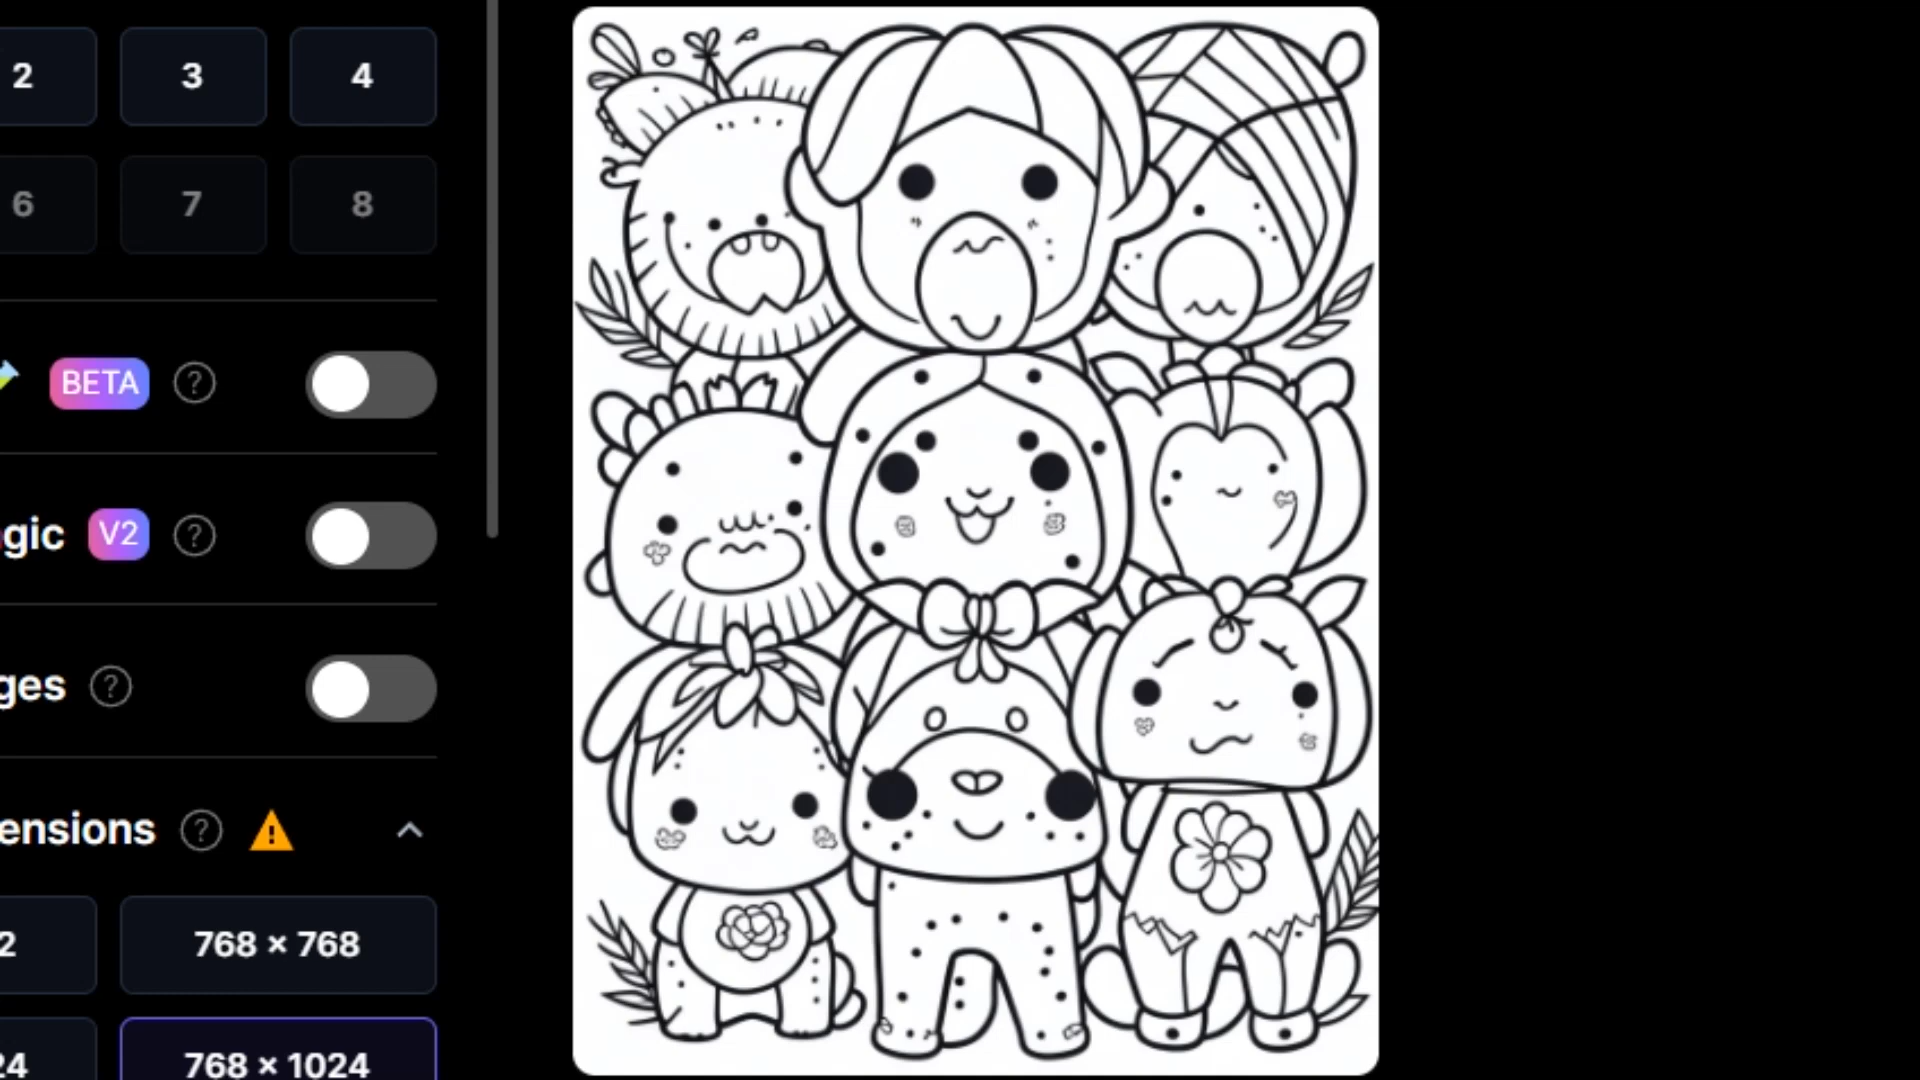 2 3 4
6 7 8
BETA ?
gic V2 ?
ges ?
ensions ?
2 768 × 768
24 768 × 1024